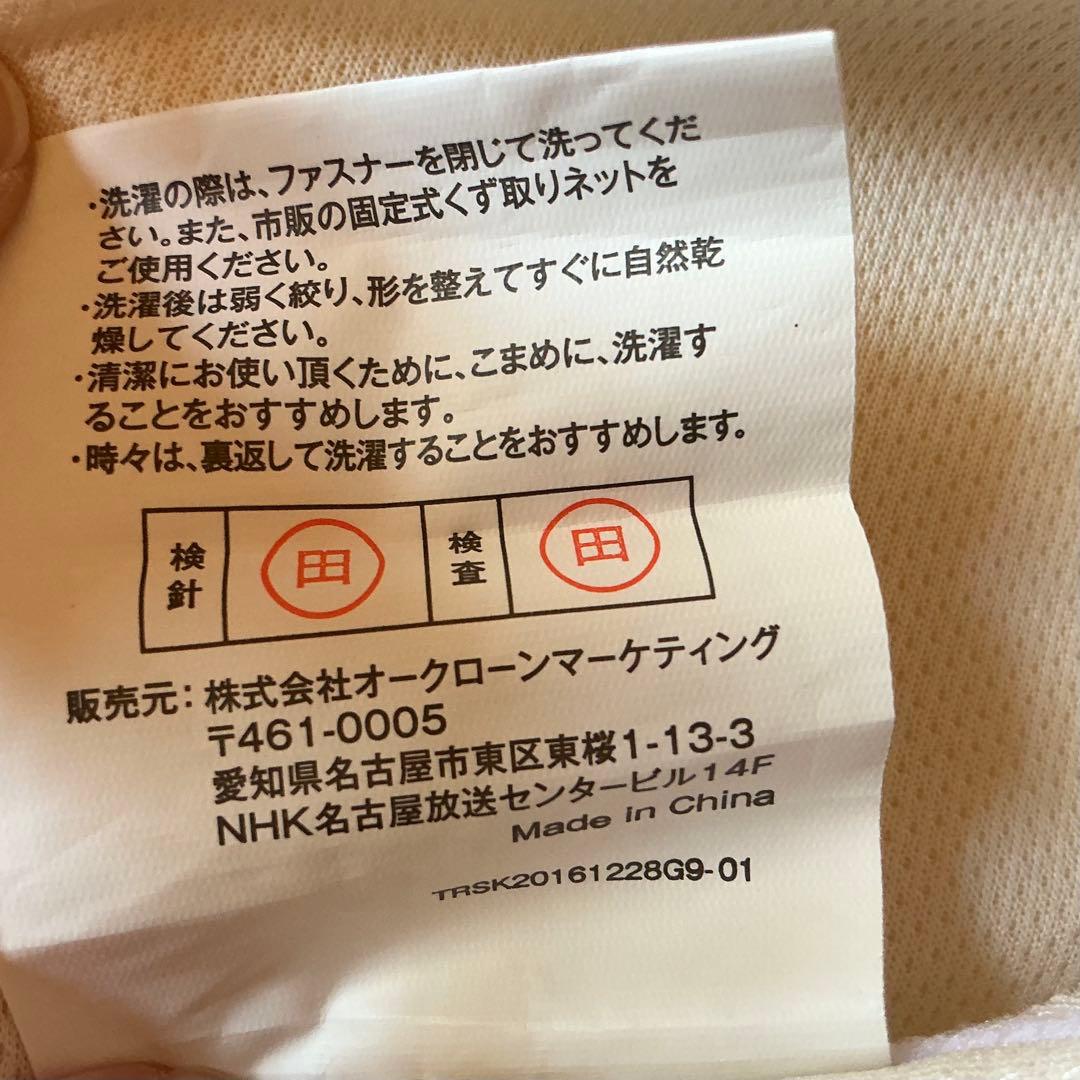 ・洗濯の際は、ファスナーを閉じて洗ってくだ
さい。また、市販の固定式くず取りネットを
ご使用ください。
・洗濯後は弱く絞り、形を整えてすぐに自然乾
燥してください。
・清潔にお使い頂くために、こまめに、洗濯す
ることをおすすめします。
・時々は、裏返して洗濯することをおすすめします。
検針 田 検査 田
販売元：株式会社オークローンマーケティング
〒461-0005
愛知県名古屋市東区東桜1-13-3
NHK名古屋放送センタービル14F
Made in China
TRSK20161228G9-01